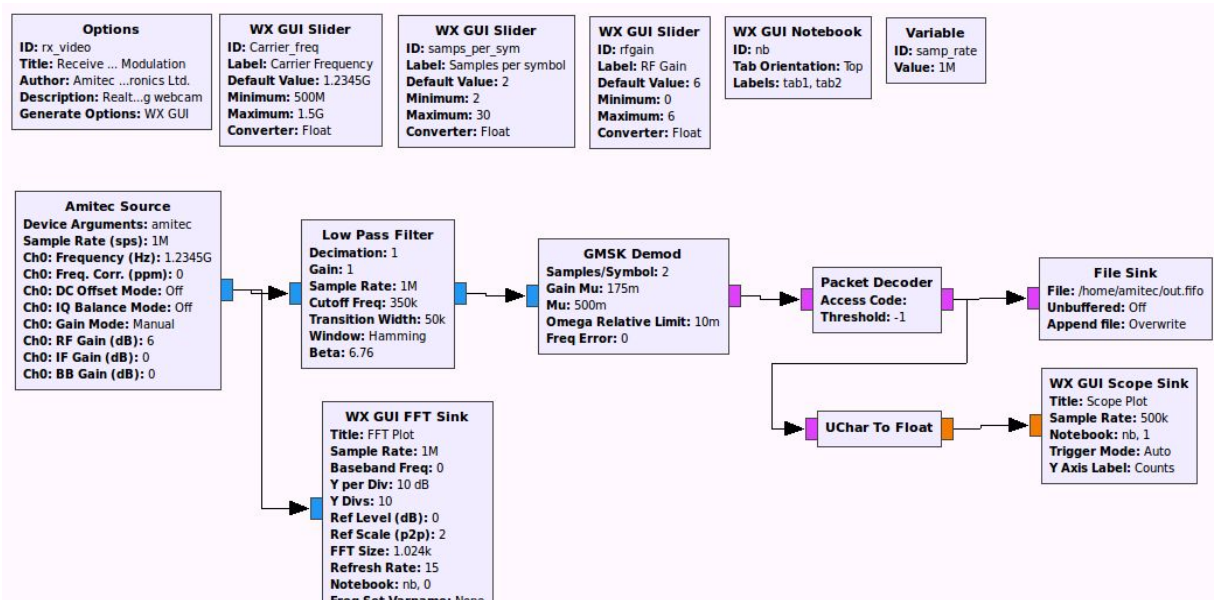 Options
ID: rx_video
Title: Receive ... Modulation
Author: Amitec ...ronics Ltd.
Description: Realt...g webcam
Generate Options: WX GUI
WX GUI Slider
ID: Carrier_freq
Label: Carrier Frequency
Default Value: 1.2345G
Minimum: 500M
Maximum: 1.5G
Converter: Float
WX GUI Slider
ID: samps_per_sym
Label: Samples per symbol
Default Value: 2
Minimum: 2
Maximum: 30
Converter: Float
WX GUI Slider
ID: rfgain
Label: RF Gain
Default Value: 6
Minimum: 0
Maximum: 6
Converter: Float
WX GUI Notebook
ID: nb
Tab Orientation: Top
Labels: tab1, tab2
Variable
ID: samp_rate
Value: 1M
Amitec Source
Device Arguments: amitec
Sample Rate (sps): 1M
Ch0: Frequency (Hz): 1.2345G
Ch0: Freq. Corr. (ppm): 0
Ch0: DC Offset Mode: Off
Ch0: IQ Balance Mode: Off
Ch0: Gain Mode: Manual
Ch0: RF Gain (dB): 6
Ch0: IF Gain (dB): 0
Ch0: BB Gain (dB): 0
Low Pass Filter
Decimation: 1
Gain: 1
Sample Rate: 1M
Cutoff Freq: 350k
Transition Width: 50k
Window: Hamming
Beta: 6.76
GMSK Demod
Samples/Symbol: 2
Gain Mu: 175m
Mu: 500m
Omega Relative Limit: 10m
Freq Error: 0
Packet Decoder
Access Code:
Threshold: -1
File Sink
File: /home/amitec/out.fifo
Unbuffered: Off
Append file: Overwrite
UChar To Float
WX GUI Scope Sink
Title: Scope Plot
Sample Rate: 500k
Notebook: nb, 1
Trigger Mode: Auto
Y Axis Label: Counts
WX GUI FFT Sink
Title: FFT Plot
Sample Rate: 1M
Baseband Freq: 0
Y per Div: 10 dB
Y Divs: 10
Ref Level (dB): 0
Ref Scale (p2p): 2
FFT Size: 1.024k
Refresh Rate: 15
Notebook: nb, 0
Freq Set Varname: None